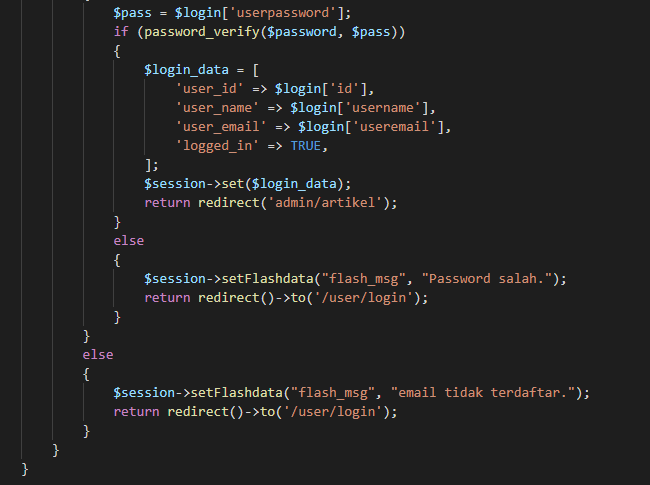 $pass = $login['userpassword'];
if (password_verify($password, $pass))
{
$login_data = [
'user_id' => $login['id'],
'user_name' => $login['username'],
'user_email' => $login['useremail'],
'logged_in' => TRUE,
];
$session->set($login_data);
return redirect('admin/artikel');
}
else
{
$session->setFlashdata("flash_msg", "Password salah.");
return redirect()->to('/user/login');
}
}
else
{
$session->setFlashdata("flash_msg", "email tidak terdaftar.");
return redirect()->to('/user/login');
}
}
}